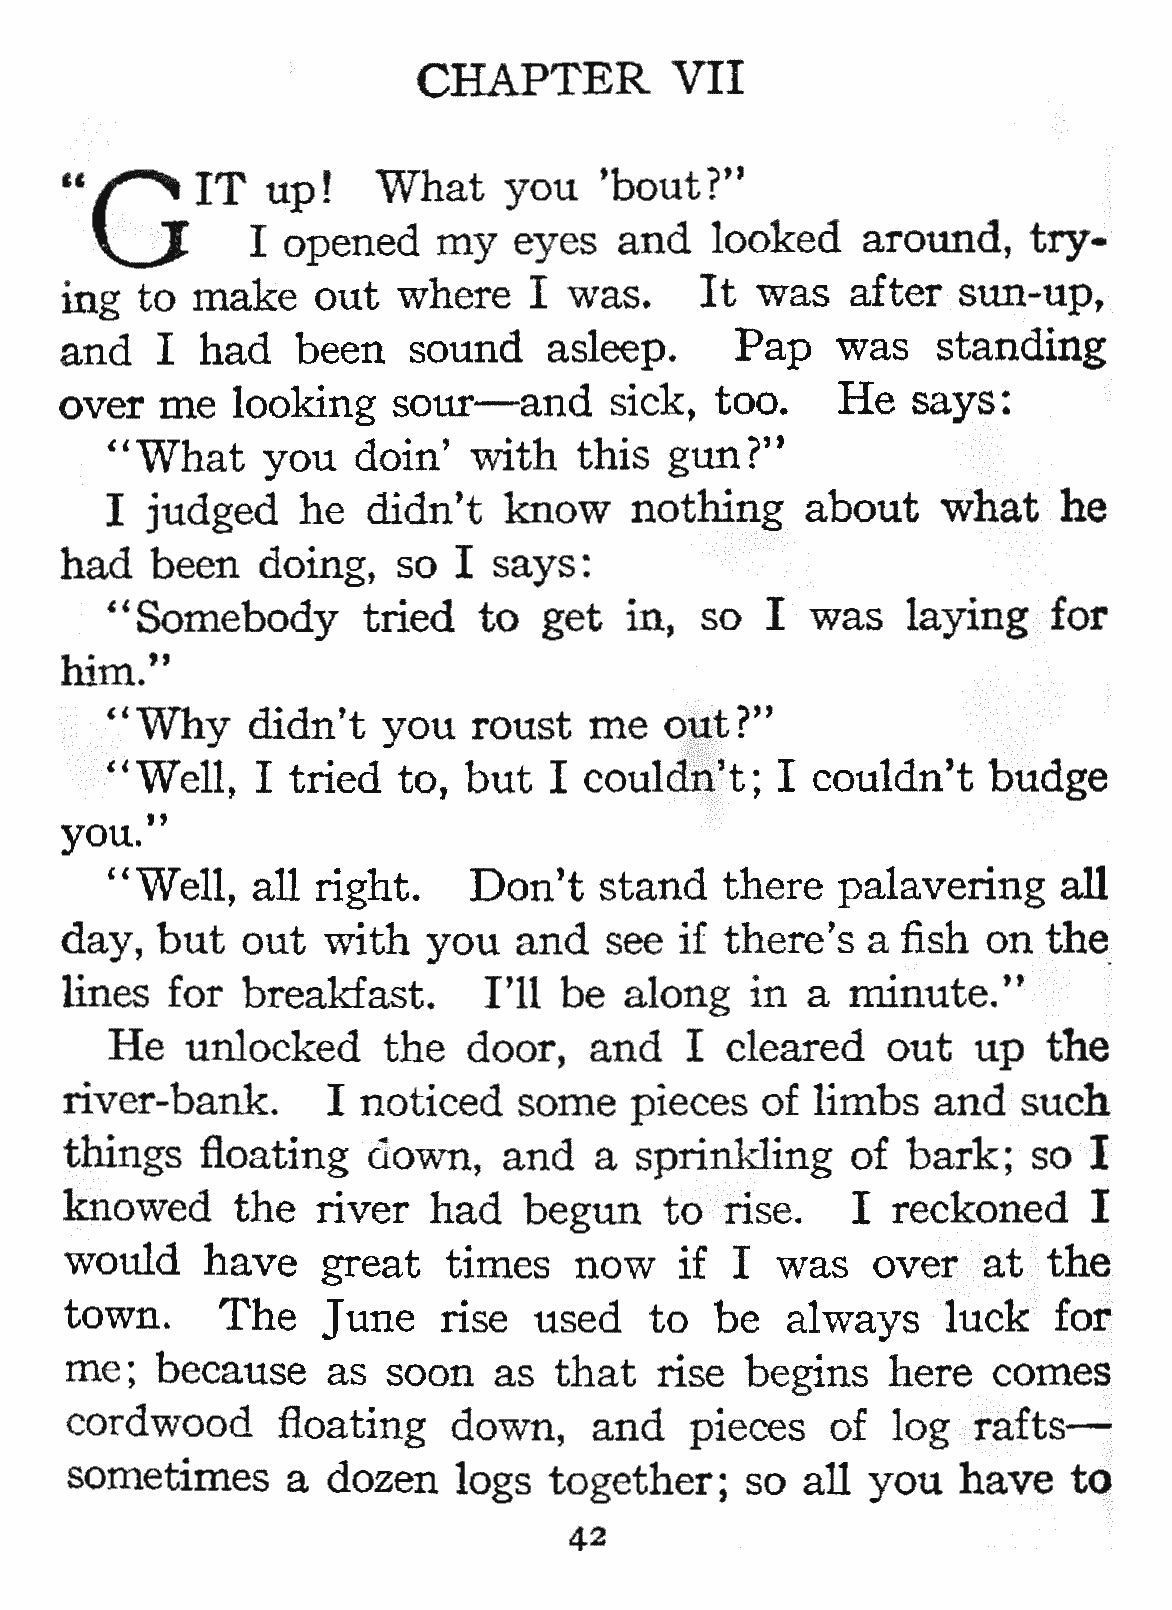 CHAPTER VII
“GIT up! What you ’bout?”
I opened my eyes and looked around, try-
ing to make out where I was. It was after sun-up,
and I had been sound asleep. Pap was standing
over me looking sour—and sick, too. He says:
“What you doin’ with this gun?”
I judged he didn’t know nothing about what he
had been doing, so I says:
“Somebody tried to get in, so I was laying for
him.”
“Why didn’t you roust me out?”
“Well, I tried to, but I couldn’t; I couldn’t budge
you.”
“Well, all right. Don’t stand there palavering all
day, but out with you and see if there’s a fish on the
lines for breakfast. I’ll be along in a minute.”
He unlocked the door, and I cleared out up the
river-bank. I noticed some pieces of limbs and such
things floating down, and a sprinkling of bark; so I
knowed the river had begun to rise. I reckoned I
would have great times now if I was over at the
town. The June rise used to be always luck for
me; because as soon as that rise begins here comes
cordwood floating down, and pieces of log rafts—
sometimes a dozen logs together; so all you have to
42